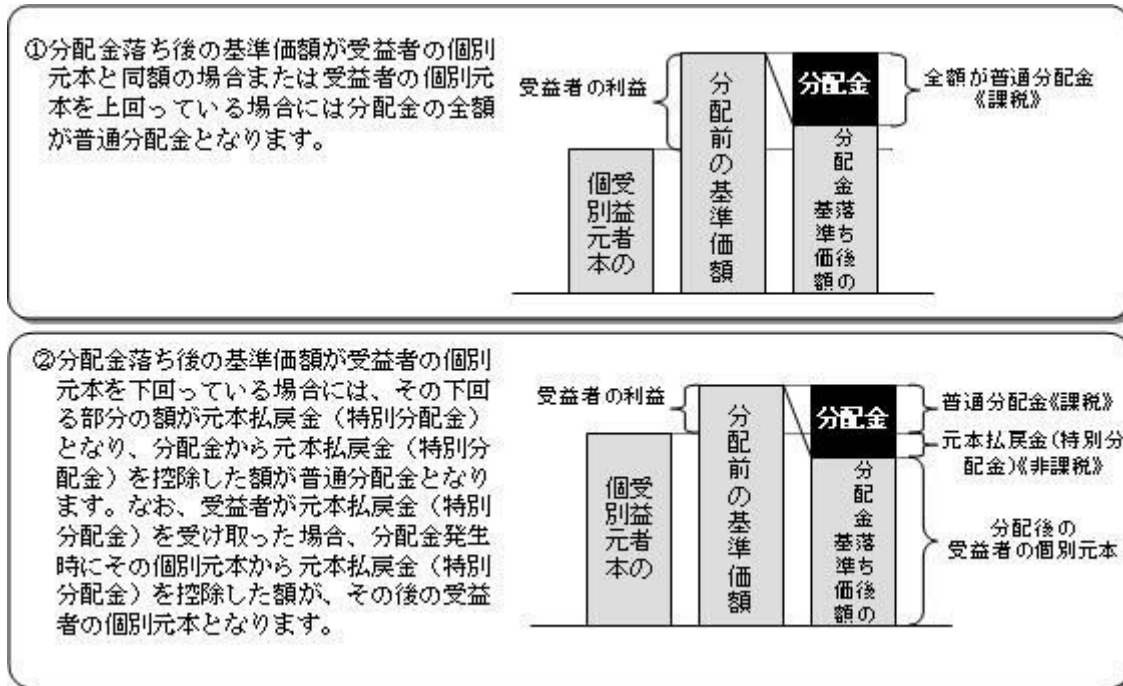 ①分配金落ち後の基準価額が受益者の個別
元本と同額の場合または受益者の個別元
本を上回っている場合には分配金の全額
が普通分配金となります。
受益者の利益
個別元本
受益者の
分配前の基準価額
分配金
分配金落ち後の
基準価額
全額が普通分配金
《課税》
②分配金落ち後の基準価額が受益者の個別
元本を下回っている場合には、その下回
る部分の額が元本払戻金（特別分配金）
となり、分配金から元本払戻金（特別分
配金）を控除した額が普通分配金となり
ます。なお、受益者が元本払戻金（特別
分配金）を受け取った場合、分配金発生
時にその個別元本から元本払戻金（特別
分配金）を控除した額が、その後の受益
者の個別元本となります。
受益者の利益
受益者の
個別元本
分配前の基準価額
分配金
分配金落ち後の
基準価額
普通分配金《課税》
元本払戻金(特別分
配金)《非課税》
分配後の
受益者の個別元本